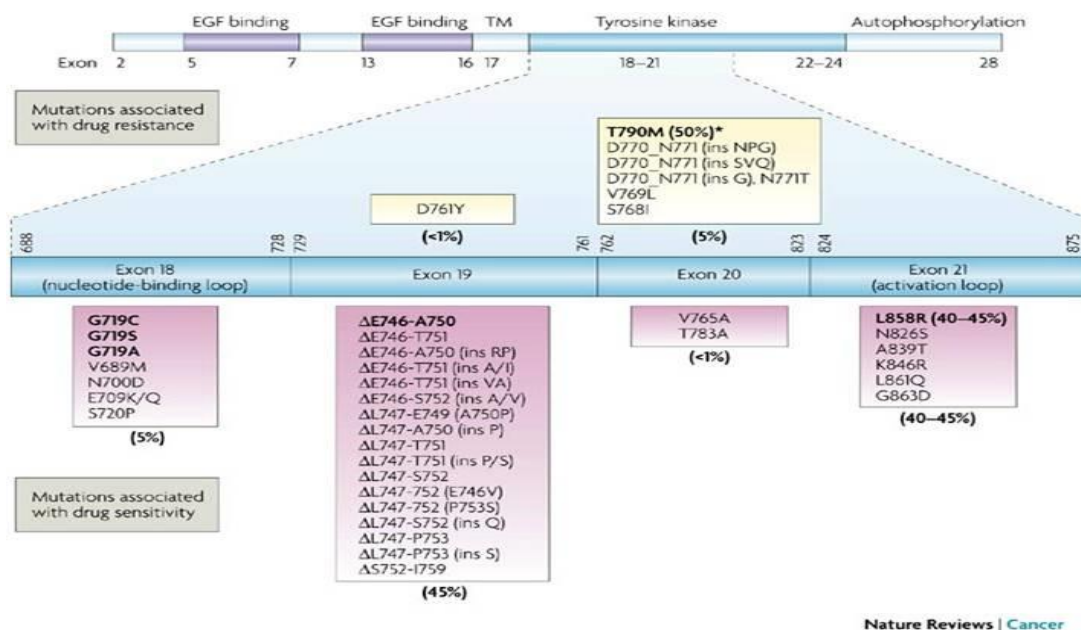 EGF binding EGF binding TM Tyrosine kinase Autophosphorylation
Exon 2 5 7 13 16 17 18–21 22–24 28
Mutations associated
with drug resistance
T790M (50%)*
D770_N771 (ins NPG)
D770_N771 (ins SVQ)
D770_N771 (ins G), N771T
V769L
S768I
(5%)
D761Y
(<1%)
688 728 729 761 762 823 824 875
Exon 18
(nucleotide-binding loop)
Exon 19
Exon 20
Exon 21
(activation loop)
G719C
G719S
G719A
V689M
N700D
E709K/Q
S720P
(5%)
ΔE746-A750
ΔE746-T751
ΔE746-A750 (ins RP)
ΔE746-T751 (ins A/I)
ΔE746-T751 (ins VA)
ΔE746-S752 (ins A/V)
ΔL747-E749 (A750P)
ΔL747-A750 (ins P)
ΔL747-T751
ΔL747-T751 (ins P/S)
ΔL747-S752
ΔL747-752 (E746V)
ΔL747-752 (P753S)
ΔL747-S752 (ins Q)
ΔL747-P753
ΔL747-P753 (ins S)
ΔS752-I759
(45%)
V765A
T783A
(<1%)
L858R (40–45%)
N826S
A839T
K846R
L861Q
G863D
(40–45%)
Mutations associated
with drug sensitivity
Nature Reviews | Cancer